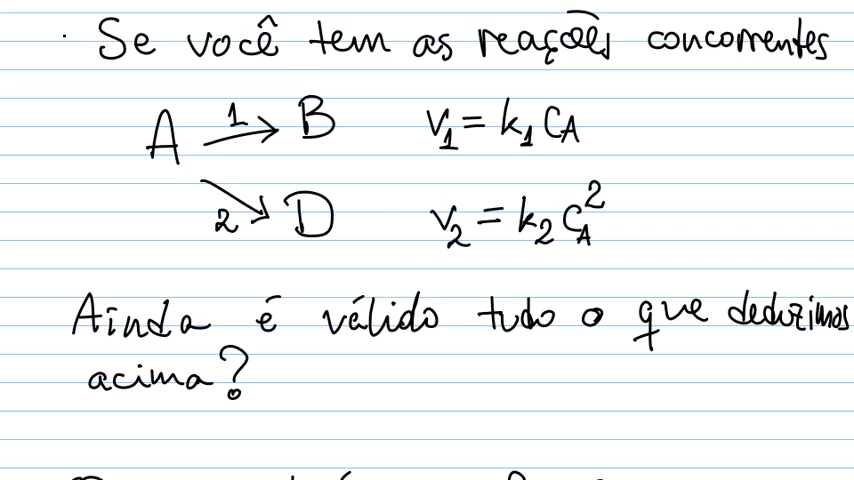 Se você tem as reações concorrentes
A 1→ B v₁ = k₁ CA
2→ D v₂ = k₂ CA²
Ainda é válido tudo o que deduzimos
acima?